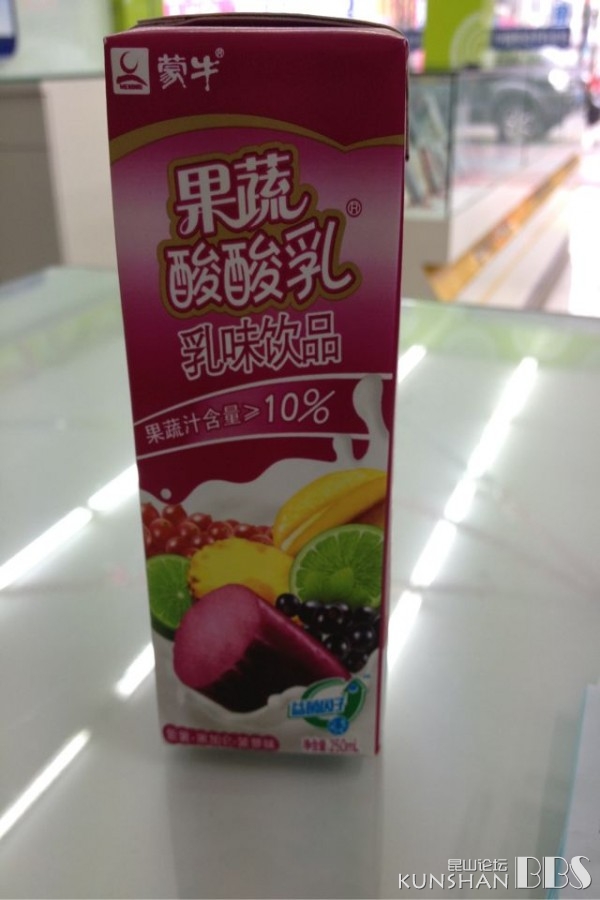 蒙牛®
果蔬
酸酸乳®
乳味饮品
果蔬汁含量≥10%
益菌因子
净含量 250mL
昆山论坛
KUNSHAN BBS